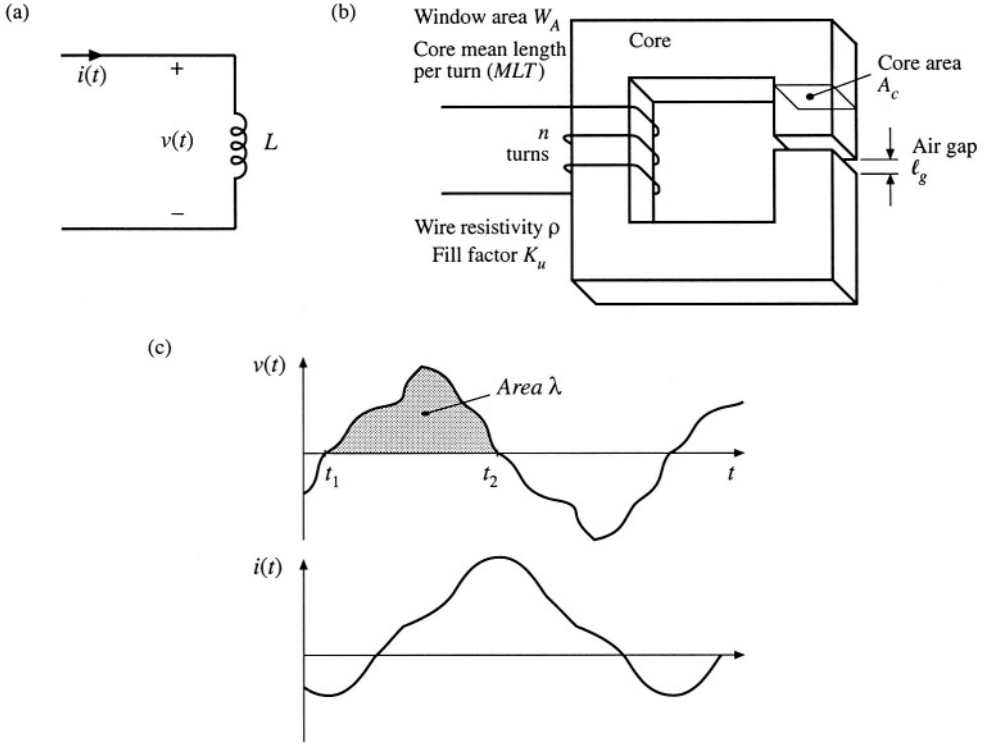 (a)
i(t)
+
v(t)
L
−
(b)
Window area W_A
Core mean length
per turn (MLT)
Core
Core area
A_c
n
turns
Air gap
ℓ_g
Wire resistivity ρ
Fill factor K_u
(c)
v(t)
Area λ
t_1
t_2
t
i(t)